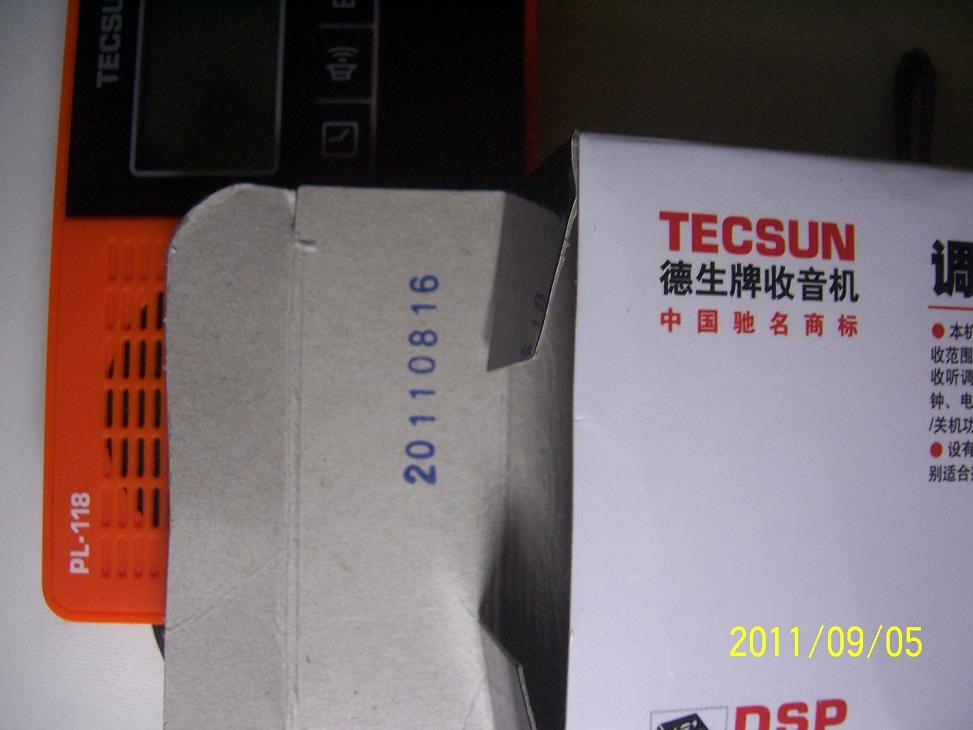 TECSUN
PL-118
20110816
TECSUN
德生牌收音机
中国驰名商标
调
● 本机
收范围
收听调
钟、电
/关机功
● 设有
别适合
DSP
2011/09/05